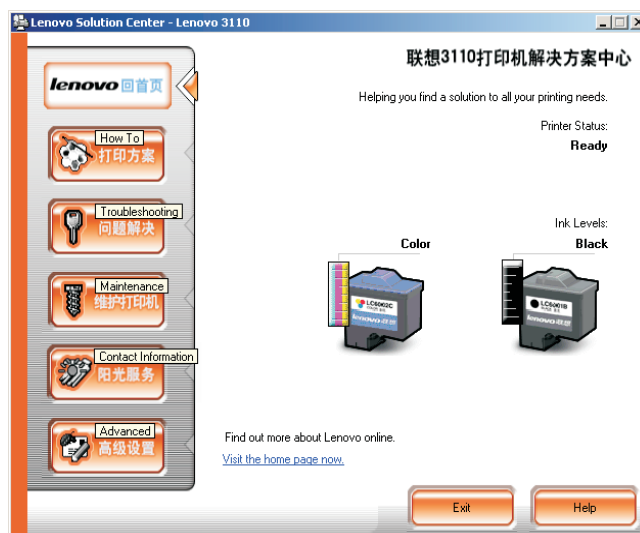 Lenovo Solution Center - Lenovo 3110
lenovo 回首页
How To
打印方案
Troubleshooting
问题解决
Maintenance
维护打印机
Contact Information
阳光服务
Advanced
高级设置
联想3110打印机解决方案中心
Helping you find a solution to all your printing needs.
Printer Status:
Ready
Ink Levels:
Color
Black
LC6002C
LC6001B
Find out more about Lenovo online.
Visit the home page now.
Exit
Help